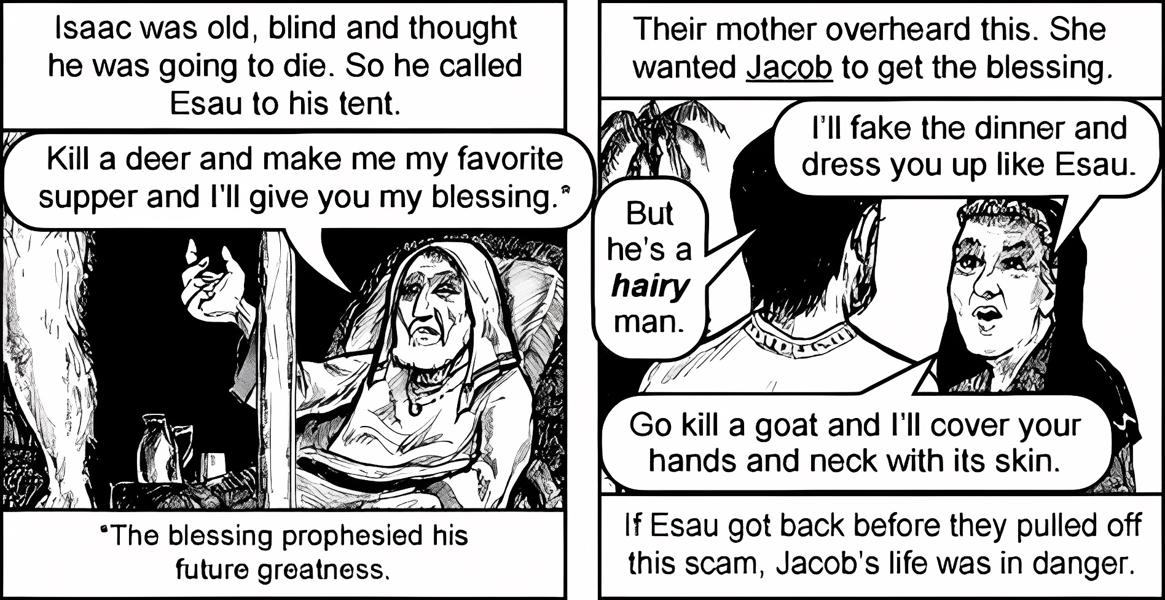 Isaac was old, blind and thought
he was going to die. So he called
Esau to his tent.
Kill a deer and make me my favorite
supper and I'll give you my blessing.*
*The blessing prophesied his
future greatness.
Their mother overheard this. She
wanted Jacob to get the blessing.
I'll fake the dinner and
dress you up like Esau.
But
he's a
hairy
man.
Go kill a goat and I'll cover your
hands and neck with its skin.
If Esau got back before they pulled off
this scam, Jacob's life was in danger.